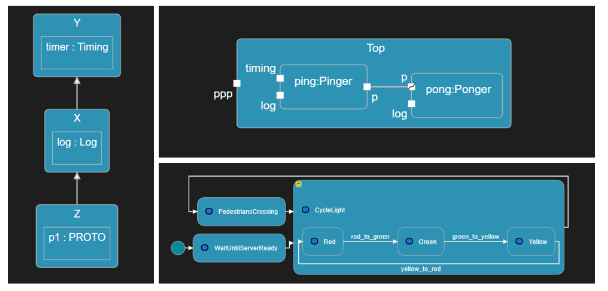 Y
timer : Timing
X
log : Log
Z
p1 : PROTO
Top
timing
ping:Pinger
p
pong:Ponger
ppp
log
p
log
PedestriansCrossing
CycleLight
WaitUntilServerReady
Red
red_to_green
Green
green_to_yellow
Yellow
yellow_to_red